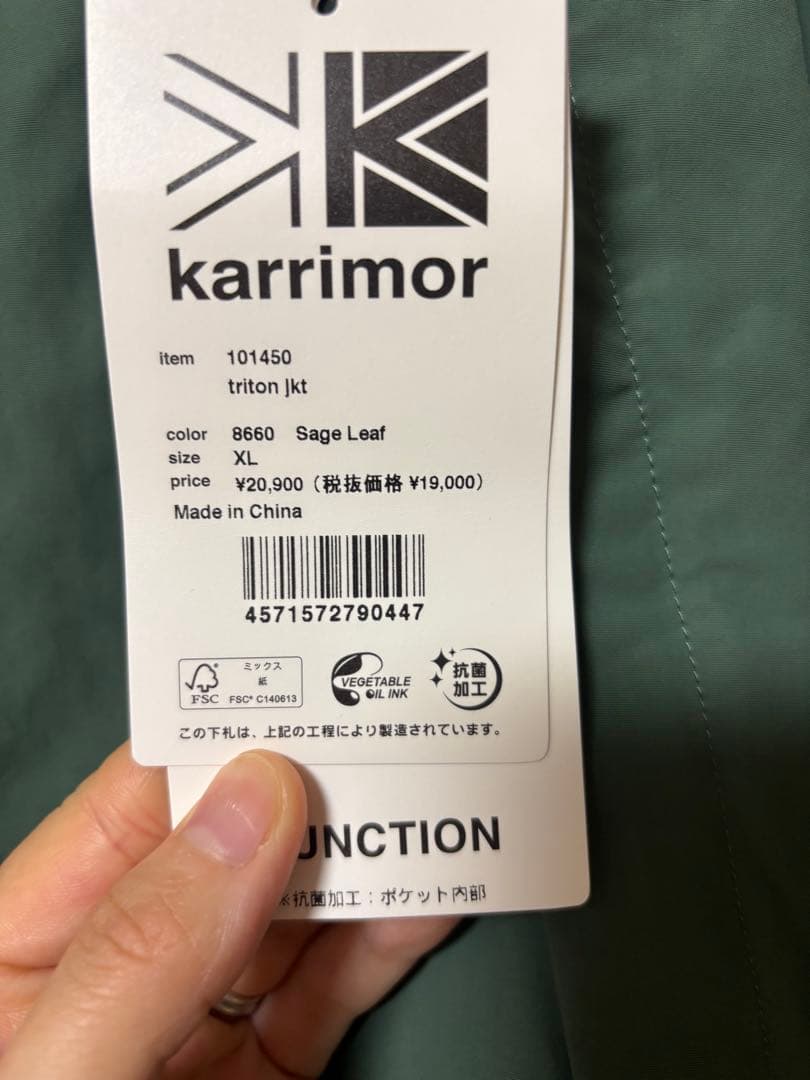 karrimor
item 101450
triton jkt
color 8660 Sage Leaf
size XL
price ¥20,900（税抜価格 ¥19,000）
Made in China
4571572790447
FSC ミックス
紙
FSC® C140613
VEGETABLE
OIL INK
抗菌
加工
この下札は、上記の工程により製造されています。
UNCTION
※抗菌加工：ポケット内部